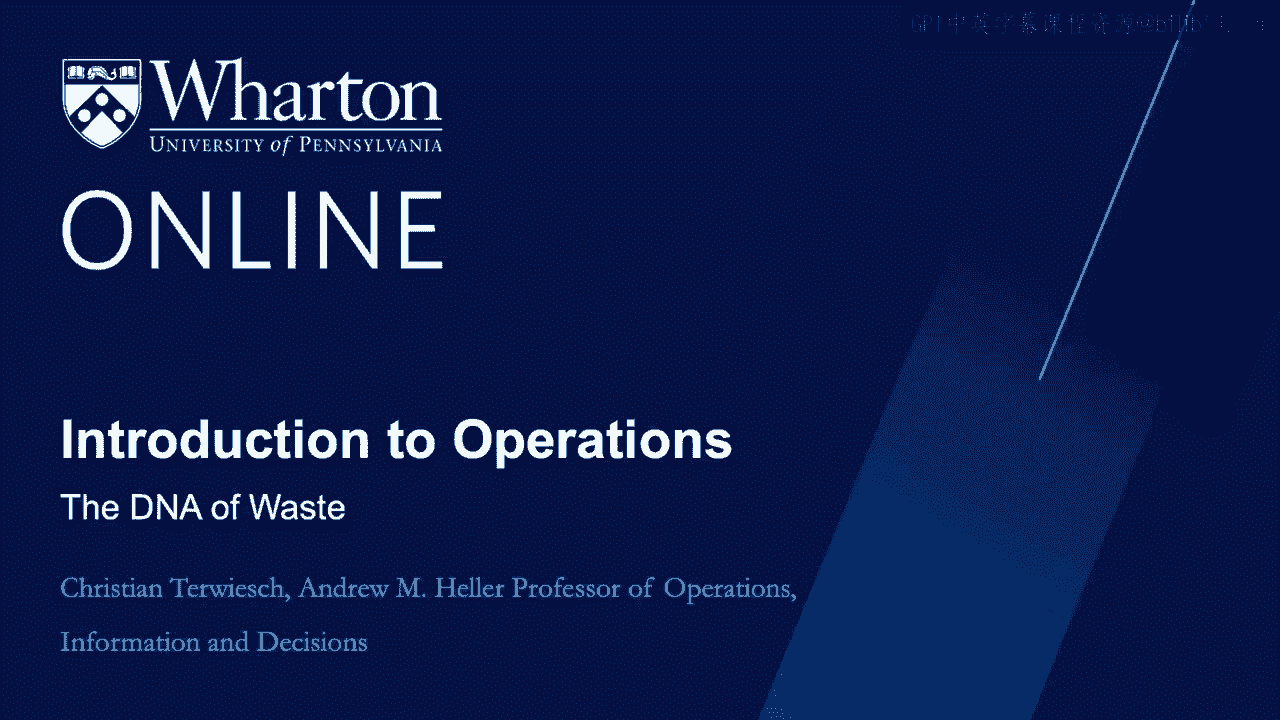 Wharton
UNIVERSITY of PENNSYLVANIA
ONLINE
Introduction to Operations
The DNA of Waste
Christian Terwiesch, Andrew M. Heller Professor of Operations,
Information and Decisions